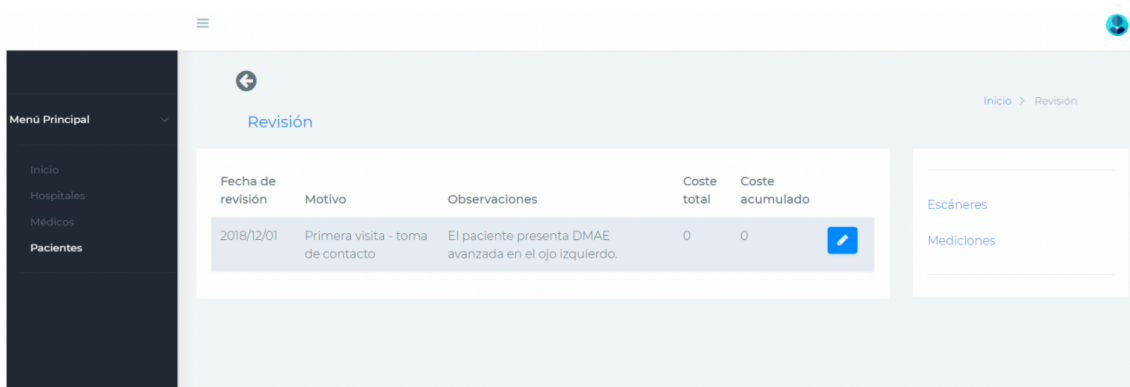 Menú Principal
Inicio
Hospitales
Médicos
Pacientes
Revisión
Inicio > Revisión
Fecha de
revisión
Motivo
Observaciones
Coste
total
Coste
acumulado
2018/12/01
Primera visita - toma
de contacto
El paciente presenta DMAE
avanzada en el ojo izquierdo.
0
0
Escáneres
Mediciones